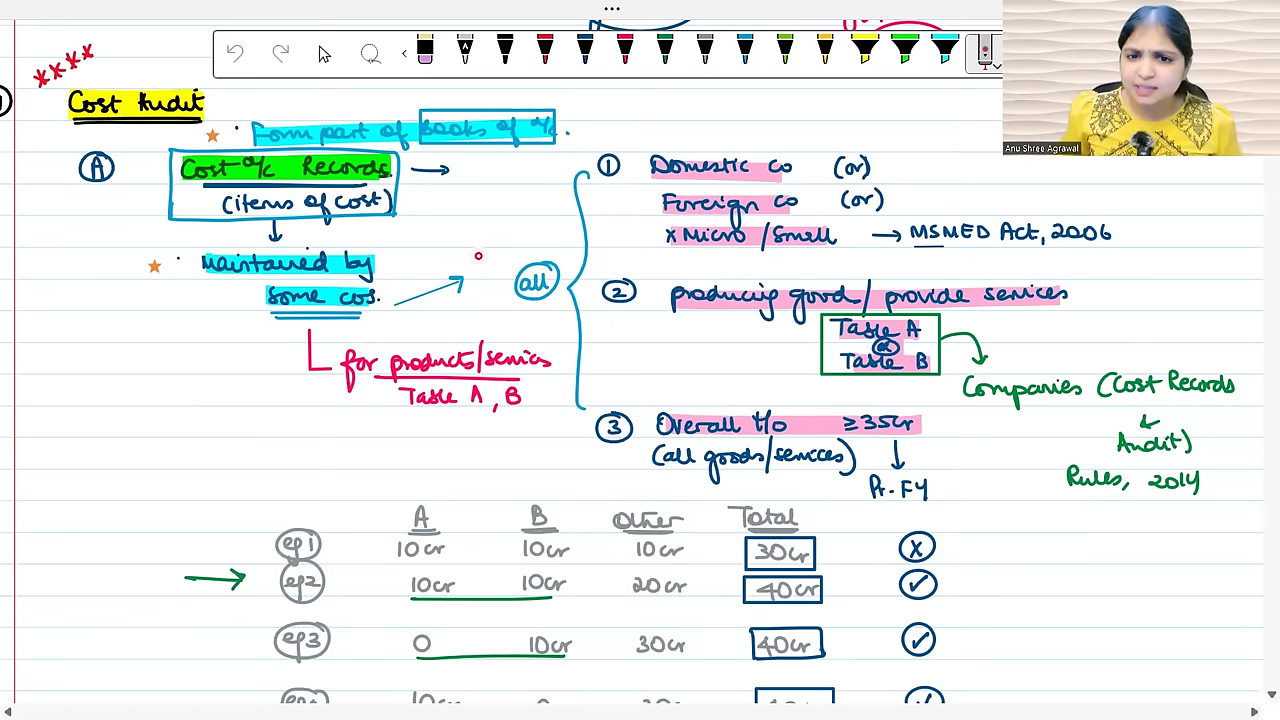 ****
Cost Audit
Form part of books of a/c.
A Cost a/c Records
(items of cost)
maintained by
some cos.
for products/services
Table A, B
all
1 Domestic co (or)
Foreign co (or)
x Micro/Small → MSMED Act, 2006
2 producing good/provide services
Table A
or
Table B
Companies (Cost Records
&
Audit)
Rules, 2014
3 Overall t/o ≥35cr
(all goods/services)
P.FY
A B Other Total
eg1 10cr 10cr 10cr 30cr x
eg2 10cr 10cr 20cr 40cr ✓
eg3 0 10cr 30cr 40cr ✓
Anu Shree Agrawal